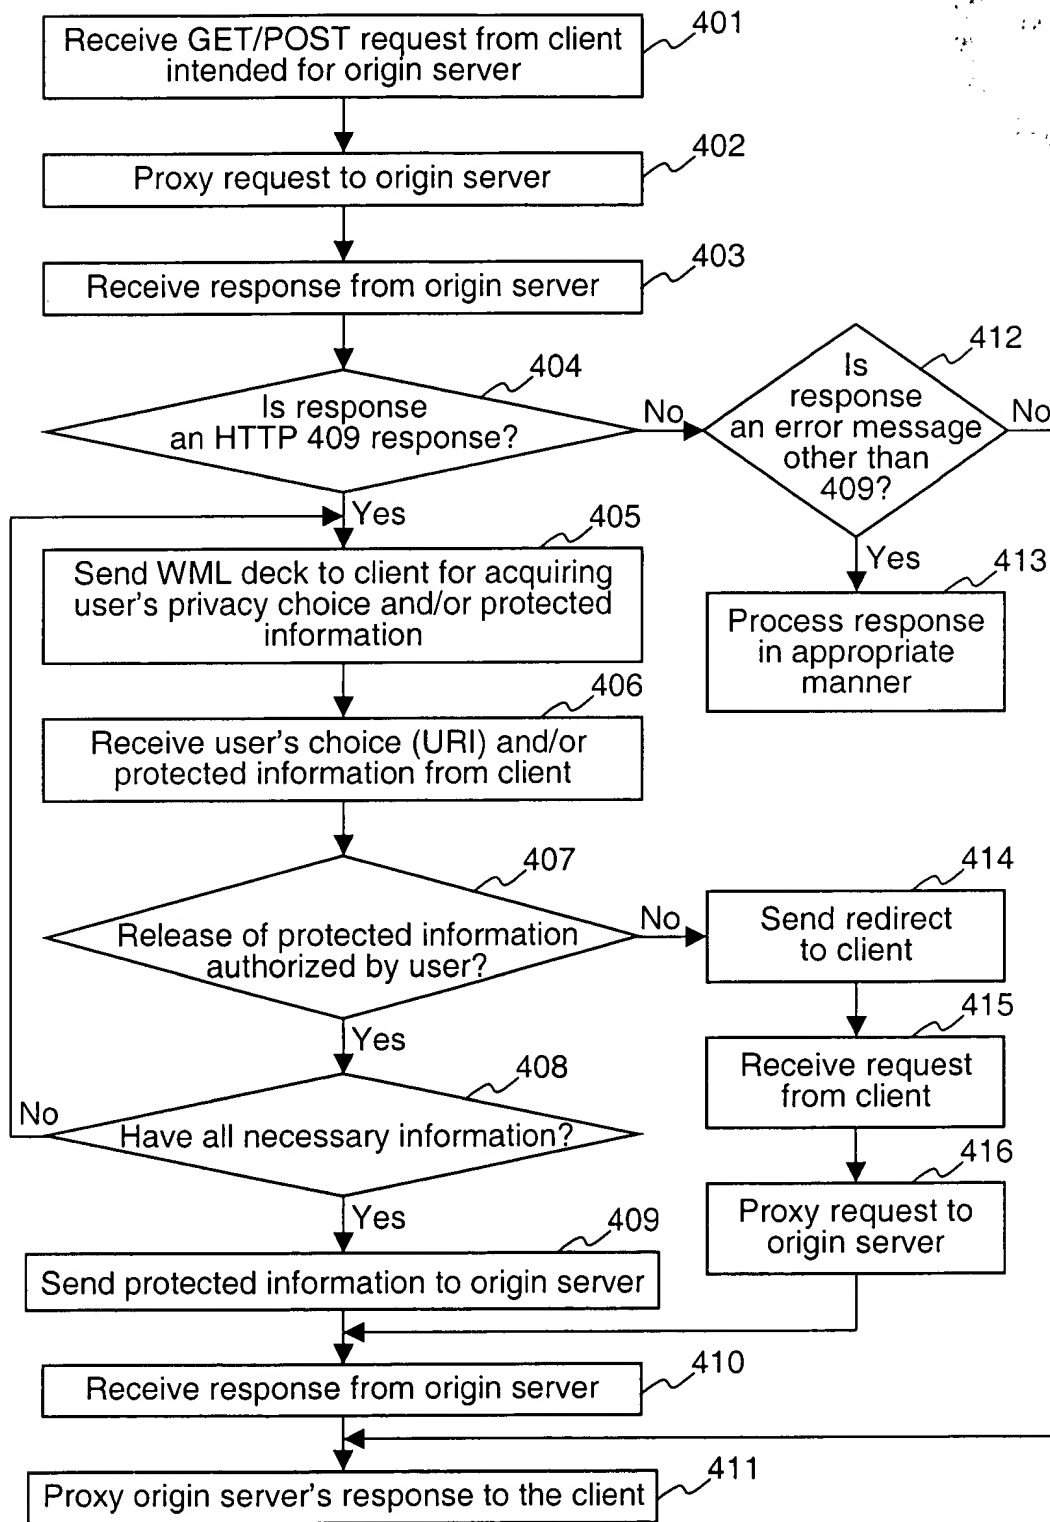 Receive GET/POST request from client
intended for origin server
401
Proxy request to origin server
402
Receive response from origin server
403
Is response
an HTTP 409 response?
404
No
Is
response
an error message
other than
409?
412
No
Yes
Yes
Send WML deck to client for acquiring
user's privacy choice and/or protected
information
405
Process response
in appropriate
manner
413
Receive user's choice (URI) and/or
protected information from client
406
Release of protected information
authorized by user?
407
No
Send redirect
to client
414
Yes
Receive request
from client
415
Have all necessary information?
408
No
Yes
Proxy request to
origin server
416
Send protected information to origin server
409
Receive response from origin server
410
Proxy origin server's response to the client
411